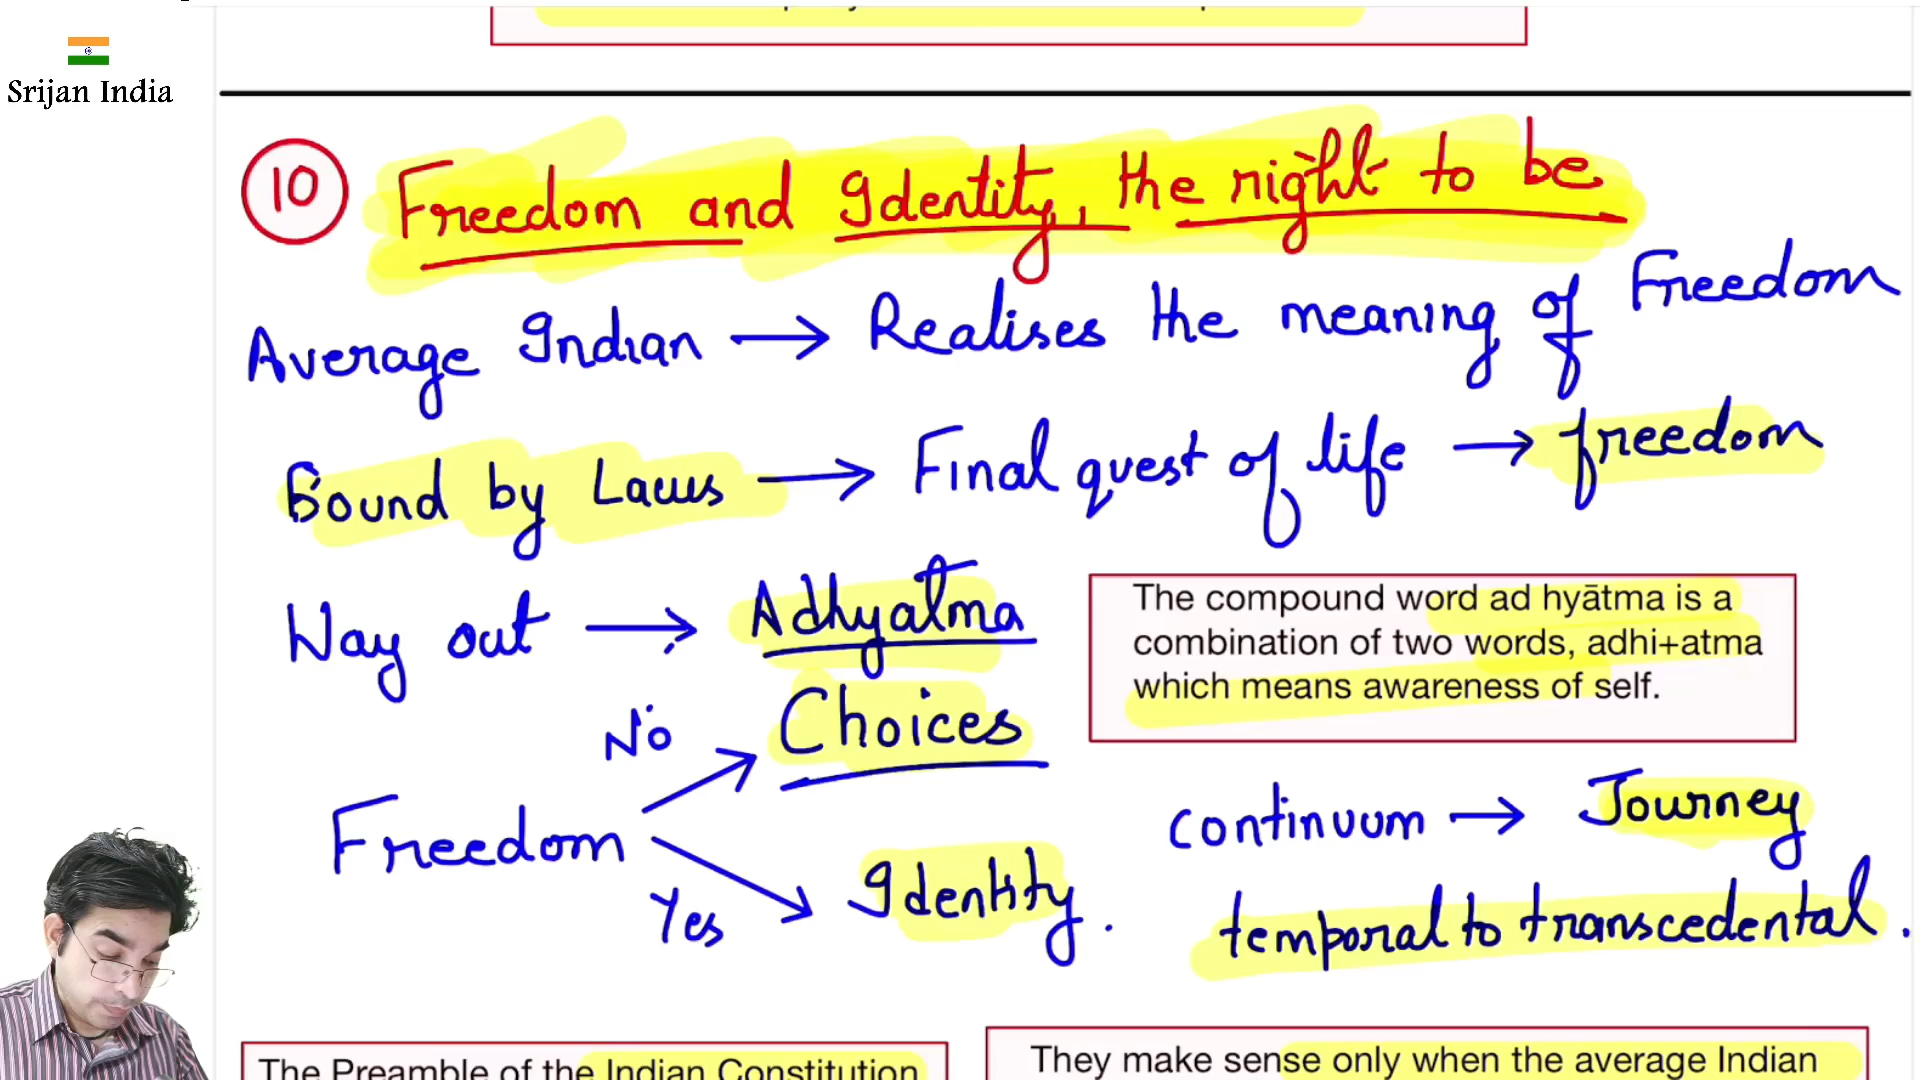 Srijan India
10 Freedom and Identity, the right to be
Average Indian → Realises the meaning of Freedom
Bound by Laws → Final quest of life → freedom
Way out → Adhyatma
The compound word ad hyātma is a
combination of two words, adhi+atma
which means awareness of self.
No Choices
Freedom
Yes Identity.
continuum → Journey
temporal to transcedental.
The Preamble of the Indian Constitution
They make sense only when the average Indian